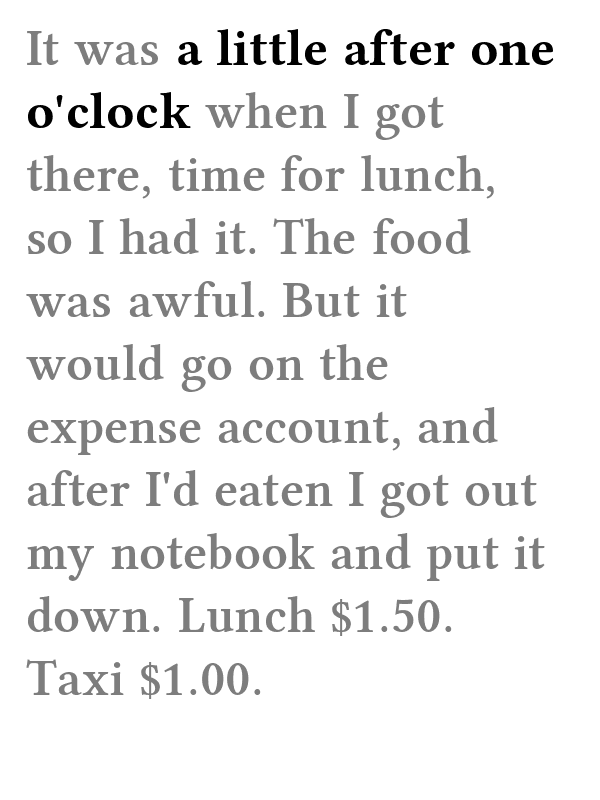 It was a little after one
o'clock when I got
there, time for lunch,
so I had it. The food
was awful. But it
would go on the
expense account, and
after I'd eaten I got out
my notebook and put it
down. Lunch $1.50.
Taxi $1.00.